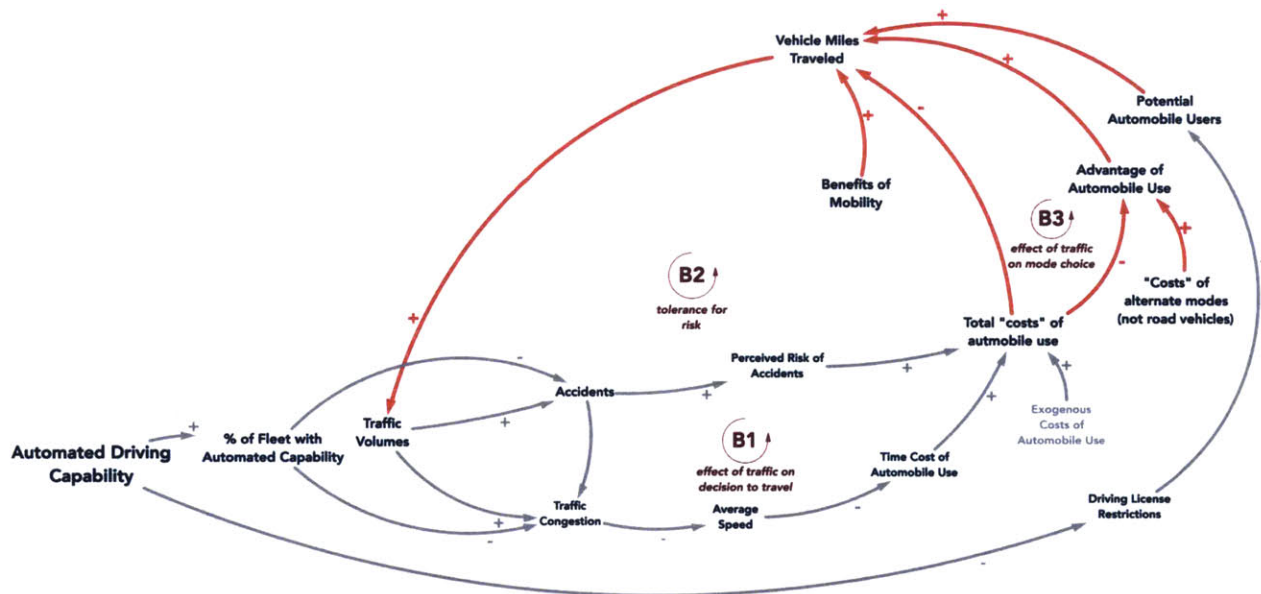 +
Vehicle Miles
Traveled
+
-
+
Potential
Automobile Users
Benefits of
Mobility
Advantage of
Automobile Use
B3
effect of traffic
on mode choice
+
-
B2
tolerance for
risk
"Costs" of
alternate modes
(not road vehicles)
+
Total "costs" of
autmobile use
-
Perceived Risk of
Accidents
+
+
Accidents
+
Exogenous
Costs of
Automobile Use
+
+
Traffic
Volumes
+
% of Fleet with
Automated Capability
+
Automated Driving
Capability
B1
effect of traffic on
decision to travel
Time Cost of
Automobile Use
Traffic
Congestion
+
-
-
Average
Speed
-
Driving License
Restrictions
-